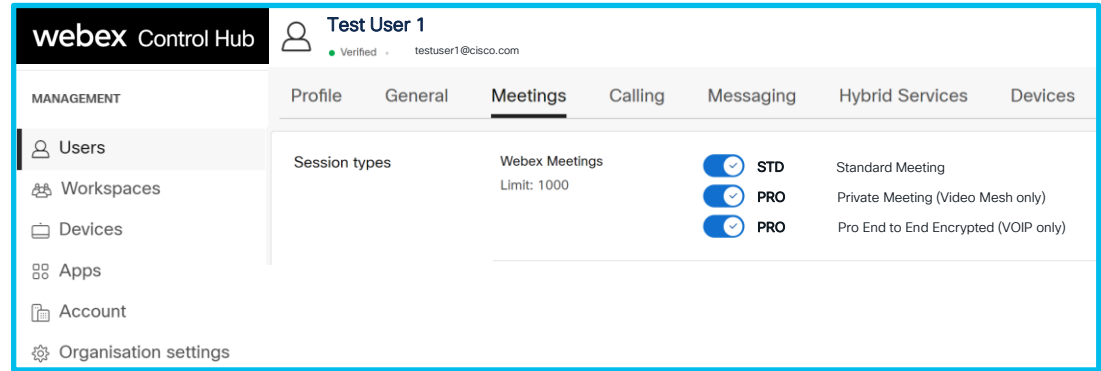 webex Control Hub
Test User 1
Verified
testuser1@cisco.com
MANAGEMENT
Profile General Meetings Calling Messaging Hybrid Services Devices
Users
Workspaces
Devices
Apps
Account
Organisation settings
Session types
Webex Meetings
Limit: 1000
STD Standard Meeting
PRO Private Meeting (Video Mesh only)
PRO Pro End to End Encrypted (VOIP only)